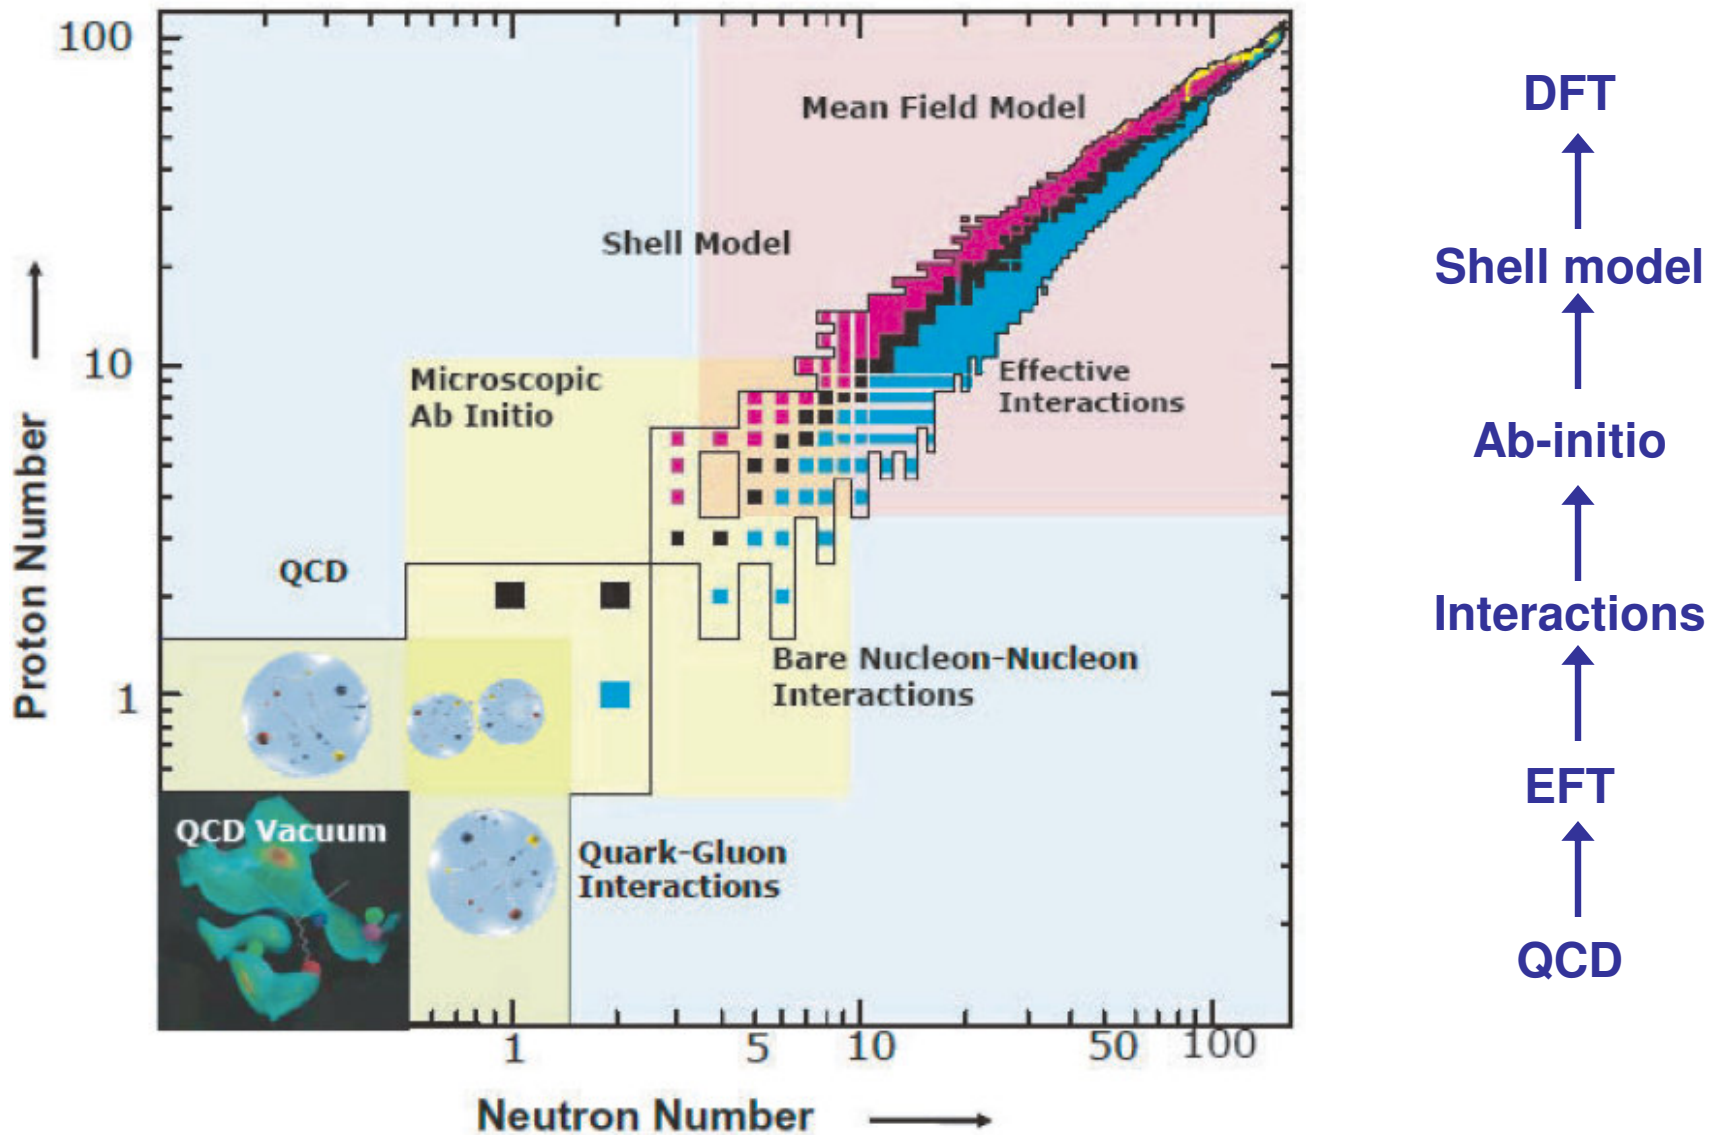 100
Mean Field Model
Shell Model
10
Microscopic
Ab Initio
Effective
Interactions
QCD
Bare Nucleon-Nucleon
Interactions
1
QCD Vacuum
Quark-Gluon
Interactions
Proton Number
1
5
10
50
100
Neutron Number
DFT
Shell model
Ab-initio
Interactions
EFT
QCD